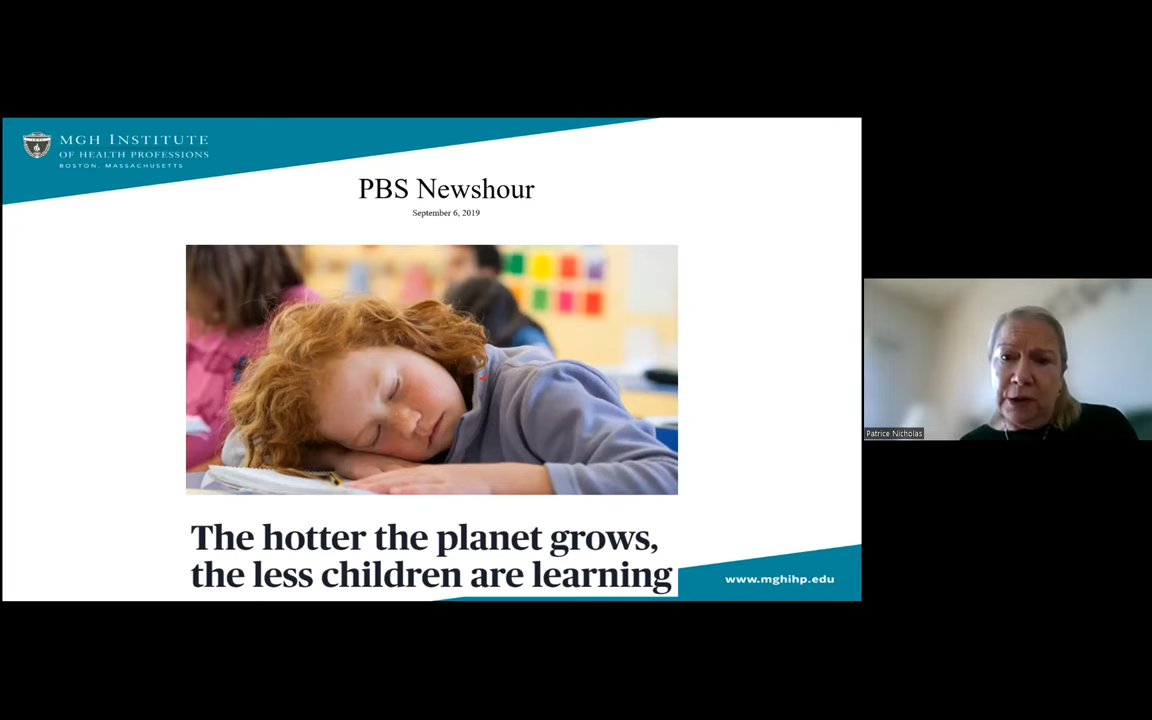 MGH INSTITUTE
OF HEALTH PROFESSIONS
BOSTON, MASSACHUSETTS
PBS Newshour
September 6, 2019
The hotter the planet grows,
the less children are learning
www.mghihp.edu
Patrice Nicholas